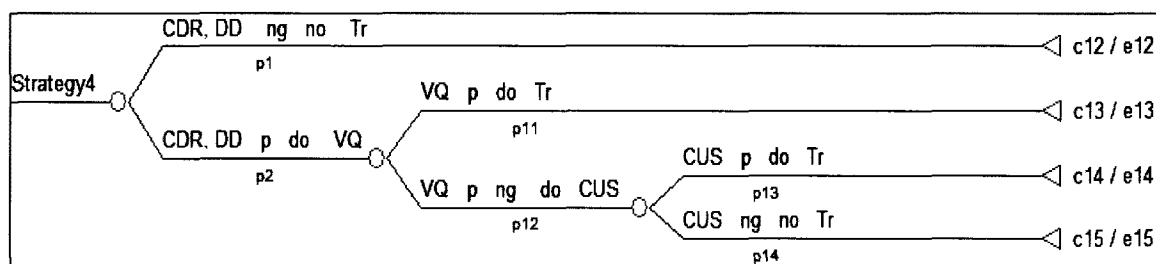 CDR, DD ng no Tr
p1
c12 / e12
Strategy4
VQ p do Tr
p11
c13 / e13
CDR, DD p do VQ
p2
CUS p do Tr
p13
c14 / e14
VQ p ng do CUS
p12
CUS ng no Tr
p14
c15 / e15